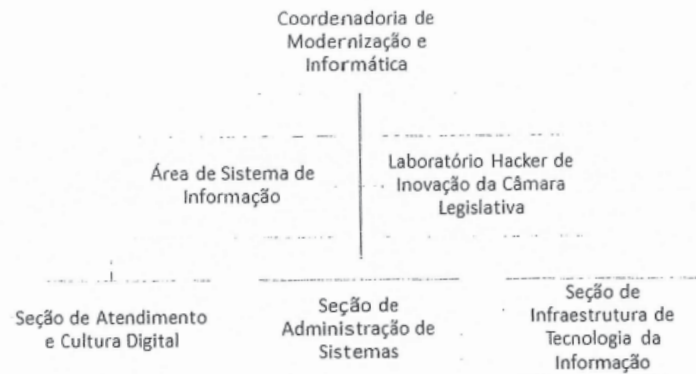 Coordenadoria de
Modernização e
Informática
Área de Sistema de
Informação
Laboratório Hacker de
Inovação da Câmara
Legislativa
Seção de Atendimento
e Cultura Digital
Seção de
Administração de
Sistemas
Seção de
Infraestrutura de
Tecnologia da
Informação